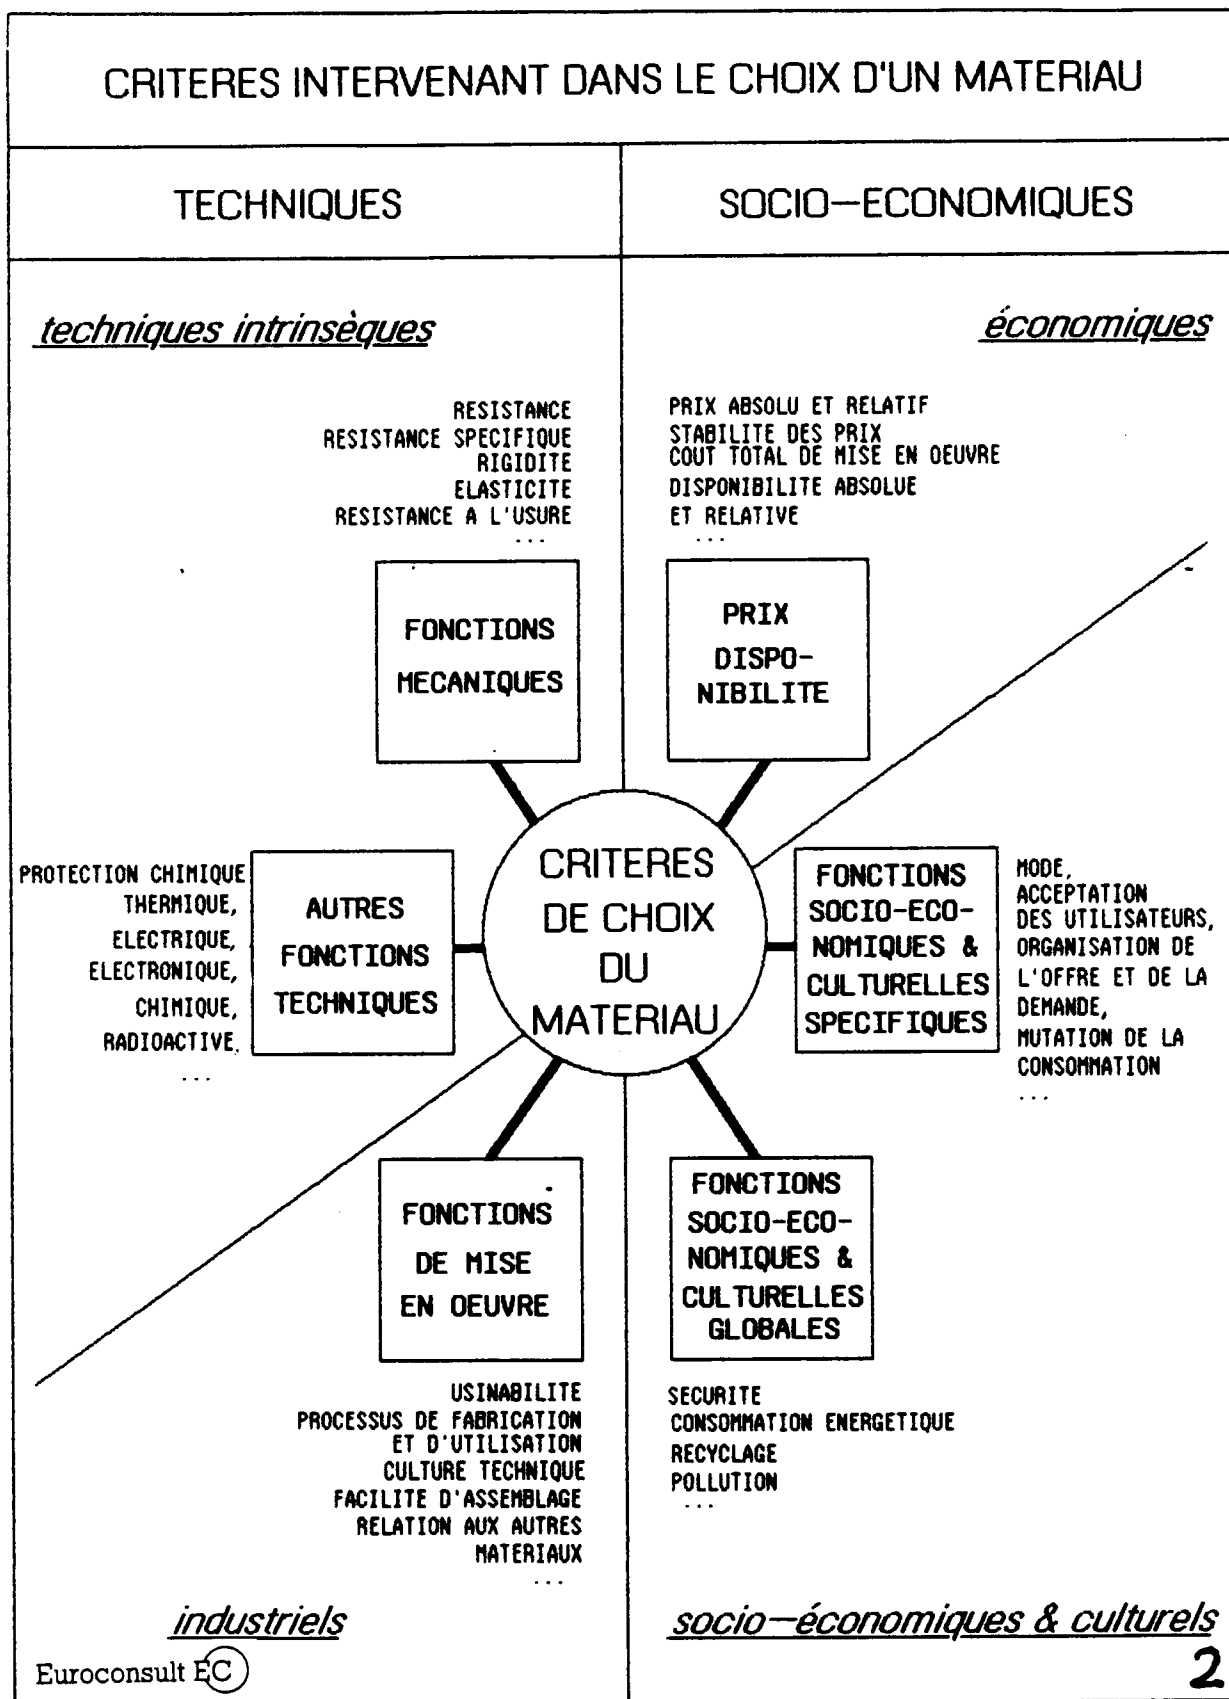 CRITERES INTERVENANT DANS LE CHOIX D'UN MATERIAU
TECHNIQUES
SOCIO-ECONOMIQUES
techniques intrinsèques
économiques
RESISTANCE
RESISTANCE SPECIFIQUE
RIGIDITE
ELASTICITE
RESISTANCE A L'USURE
...
PRIX ABSOLU ET RELATIF
STABILITE DES PRIX
COUT TOTAL DE MISE EN OEUVRE
DISPONIBILITE ABSOLUE
ET RELATIVE
...
FONCTIONS
MECANIQUES
PRIX
DISPO-
NIBILITE
PROTECTION CHIMIQUE
THERMIQUE,
ELECTRIQUE,
ELECTRONIQUE,
CHIMIQUE,
RADIOACTIVE,
...
AUTRES
FONCTIONS
TECHNIQUES
CRITERES
DE CHOIX
DU
MATERIAU
FONCTIONS
SOCIO-ECO-
NOMIQUES &
CULTURELLES
SPECIFIQUES
MODE,
ACCEPTATION
DES UTILISATEURS,
ORGANISATION DE
L'OFFRE ET DE LA
DEMANDE,
MUTATION DE LA
CONSOMMATION
...
FONCTIONS
DE MISE
EN OEUVRE
FONCTIONS
SOCIO-ECO-
NOMIQUES &
CULTURELLES
GLOBALES
USINABILITE
PROCESSUS DE FABRICATION
ET D'UTILISATION
CULTURE TECHNIQUE
FACILITE D'ASSEMBLAGE
RELATION AUX AUTRES
MATERIAUX
...
SECURITE
CONSOMMATION ENERGETIQUE
RECYCLAGE
POLLUTION
...
industriels
socio-économiques & culturels
Euroconsult EC
2